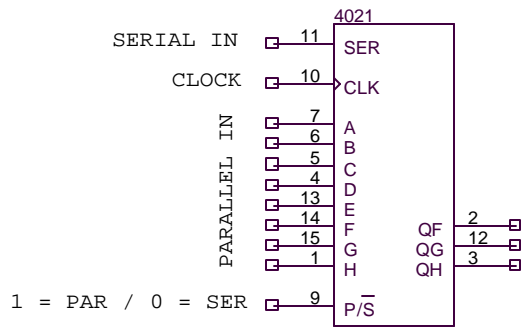 4021
SERIAL IN 11 SER
CLOCK 10 CLK
PARALLEL IN
7 A
6 B
5 C
4 D
13 E
14 F QF 2
15 G QG 12
1 H QH 3
1 = PAR / 0 = SER 9 P/S̅